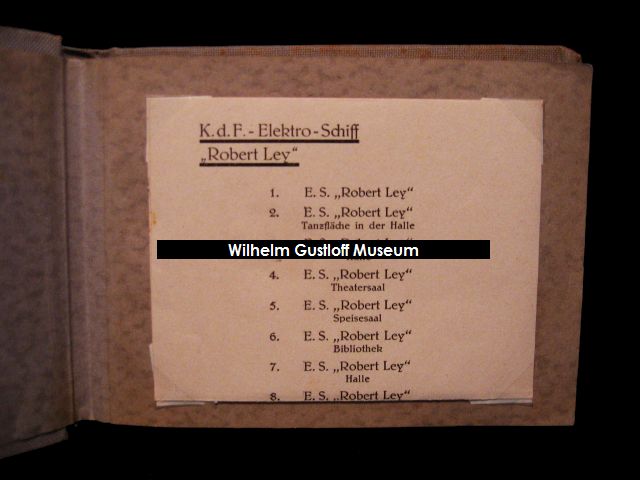 K. d. F. - Elektro - Schiff
„Robert Ley“
1. E. S. „Robert Ley“
2. E. S. „Robert Ley“
Tanzfläche in der Halle
Wilhelm Gustloff Museum
4. E. S. „Robert Ley“
Theatersaal
5. E. S. „Robert Ley“
Speisesaal
6. E. S. „Robert Ley“
Bibliothek
7. E. S. „Robert Ley“
Halle
8. E. S. „Robert Ley“